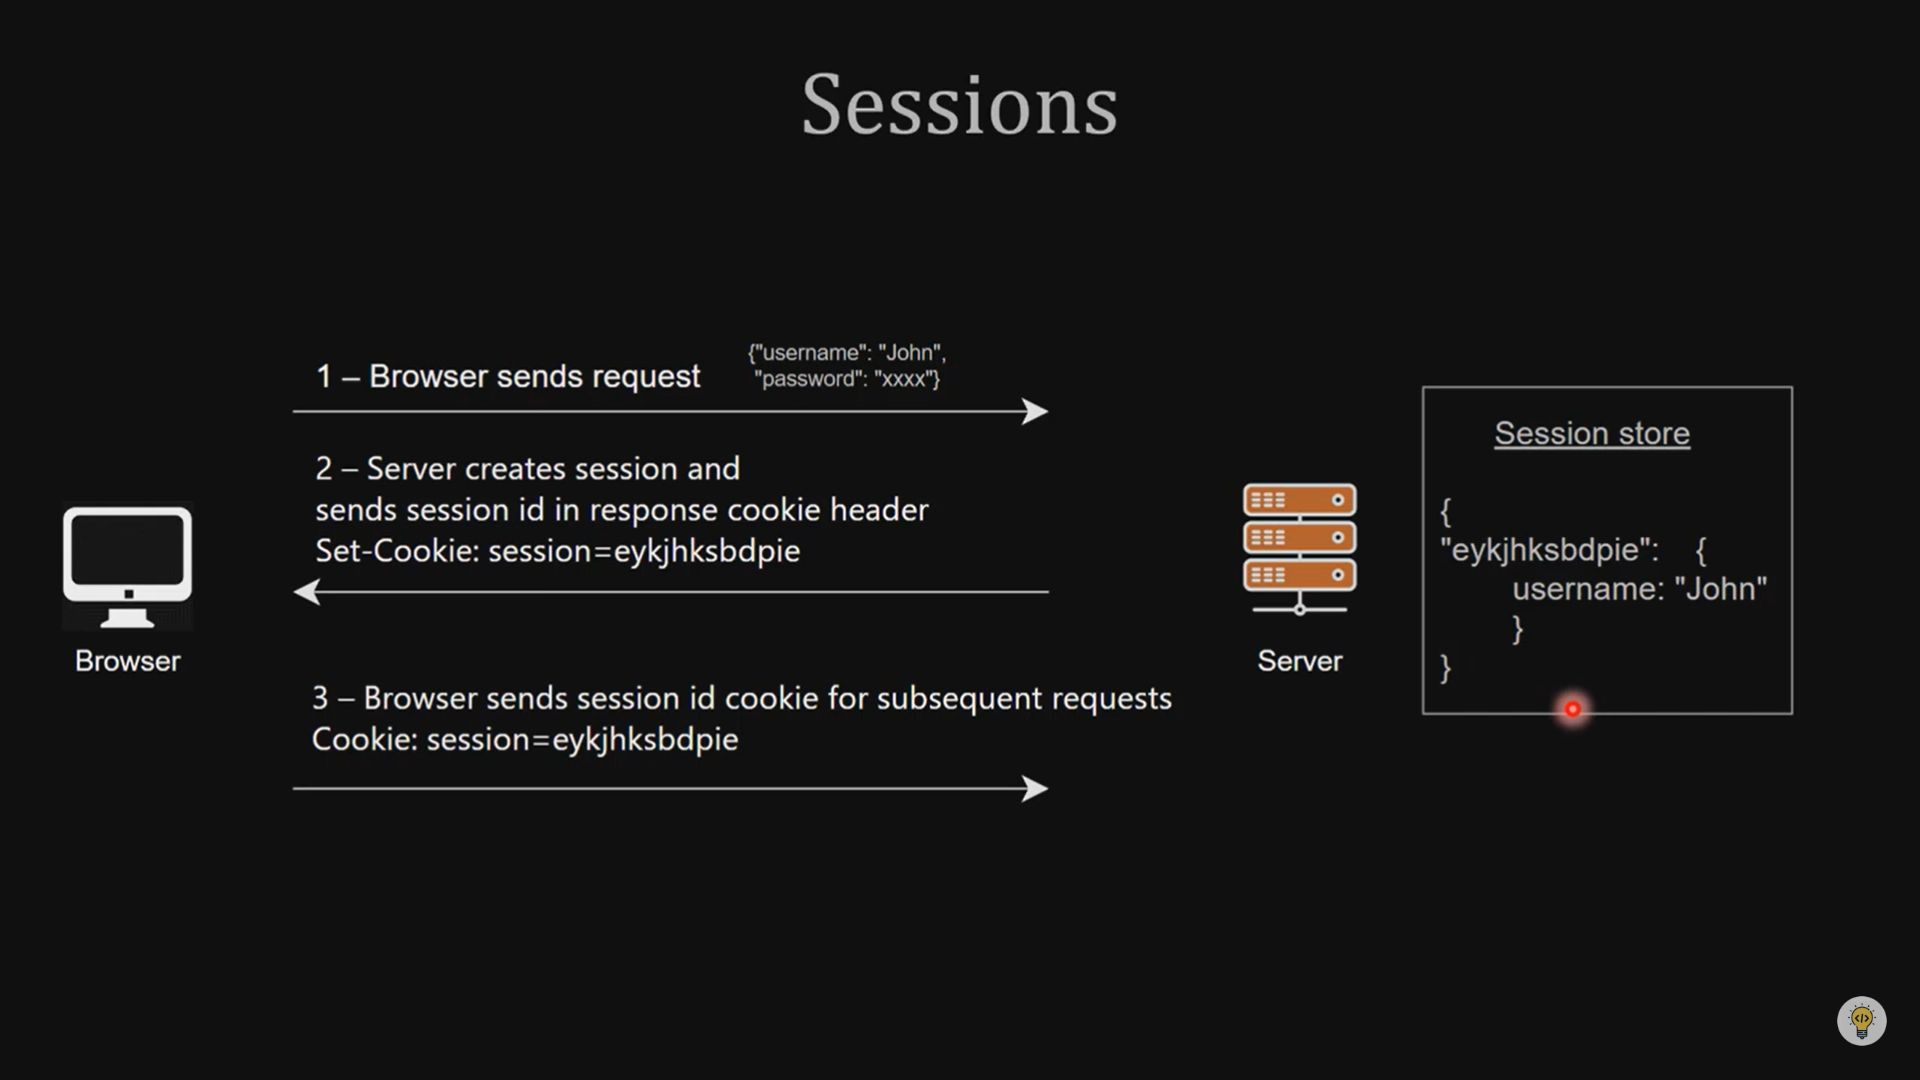 Sessions
1 – Browser sends request
{"username": "John",
"password": "xxxx"}
2 – Server creates session and
sends session id in response cookie header
Set-Cookie: session=eykjhksbdpie
Browser
3 – Browser sends session id cookie for subsequent requests
Cookie: session=eykjhksbdpie
Server
Session store
{
"eykjhksbdpie": {
username: "John"
}
}